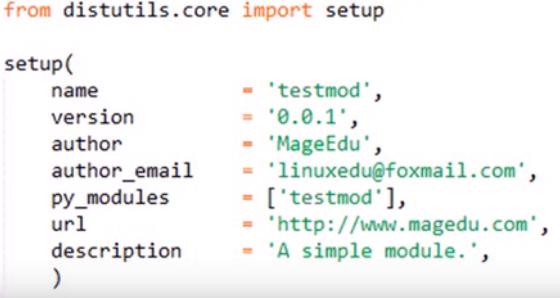 from distutils.core import setup
setup(
name = 'testmod',
version = '0.0.1',
author = 'MageEdu',
author_email = 'linuxedu@foxmail.com',
py_modules = ['testmod'],
url = 'http://www.magedu.com',
description = 'A simple module.',
)